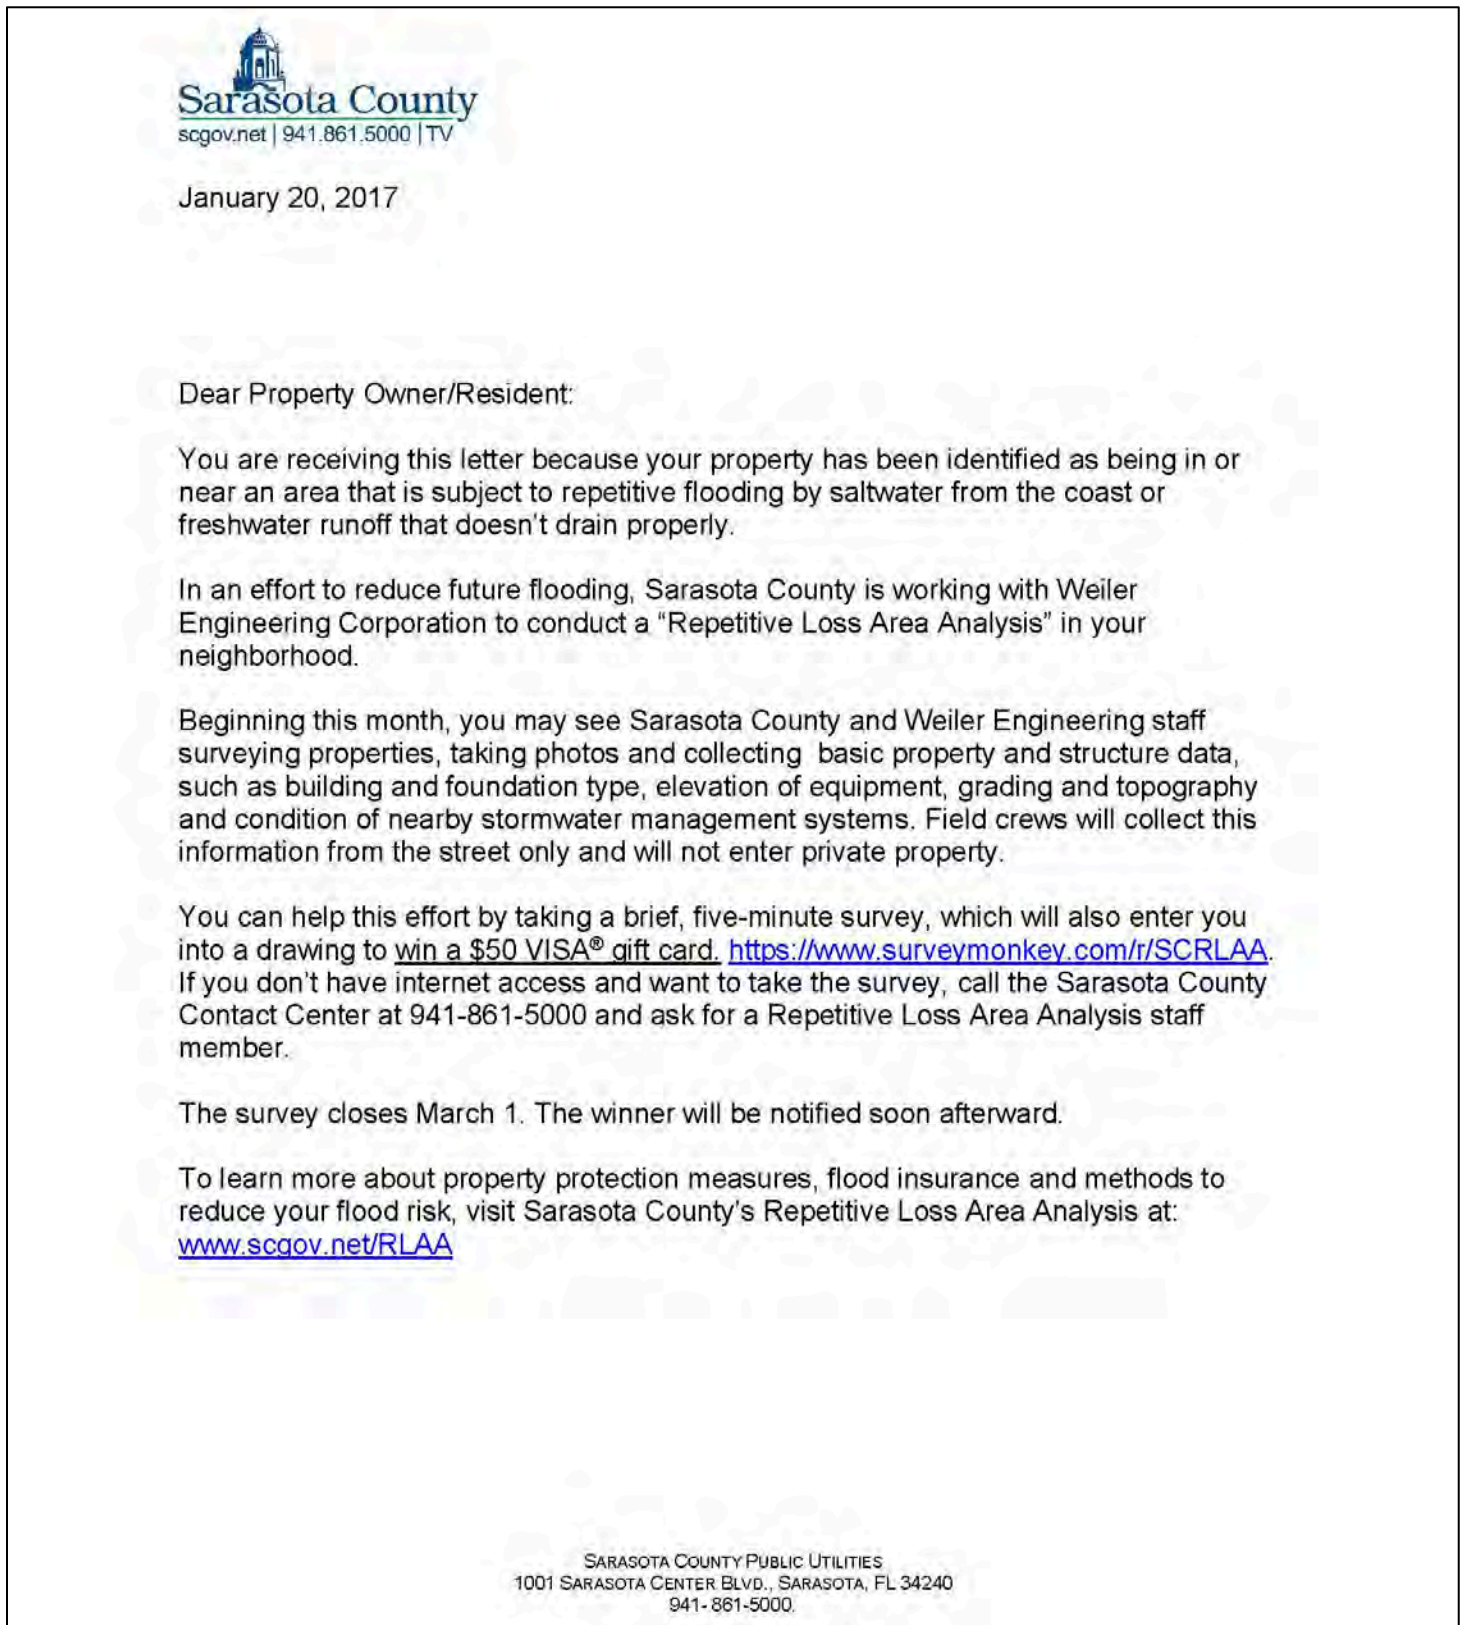 Sarasota County
scgov.net | 941.861.5000 | TV
January 20, 2017
Dear Property Owner/Resident:
You are receiving this letter because your property has been identified as being in or
near an area that is subject to repetitive flooding by saltwater from the coast or
freshwater runoff that doesn't drain properly.
In an effort to reduce future flooding, Sarasota County is working with Weiler
Engineering Corporation to conduct a “Repetitive Loss Area Analysis” in your
neighborhood.
Beginning this month, you may see Sarasota County and Weiler Engineering staff
surveying properties, taking photos and collecting  basic property and structure data,
such as building and foundation type, elevation of equipment, grading and topography
and condition of nearby stormwater management systems. Field crews will collect this
information from the street only and will not enter private property.
You can help this effort by taking a brief, five-minute survey, which will also enter you
into a drawing to win a $50 VISA® gift card. https://www.surveymonkey.com/r/SCRLAA.
If you don't have internet access and want to take the survey, call the Sarasota County
Contact Center at 941-861-5000 and ask for a Repetitive Loss Area Analysis staff
member.
The survey closes March 1. The winner will be notified soon afterward.
To learn more about property protection measures, flood insurance and methods to
reduce your flood risk, visit Sarasota County's Repetitive Loss Area Analysis at:
www.scgov.net/RLAA
SARASOTA COUNTY PUBLIC UTILITIES
1001 SARASOTA CENTER BLVD., SARASOTA, FL 34240
941- 861-5000.